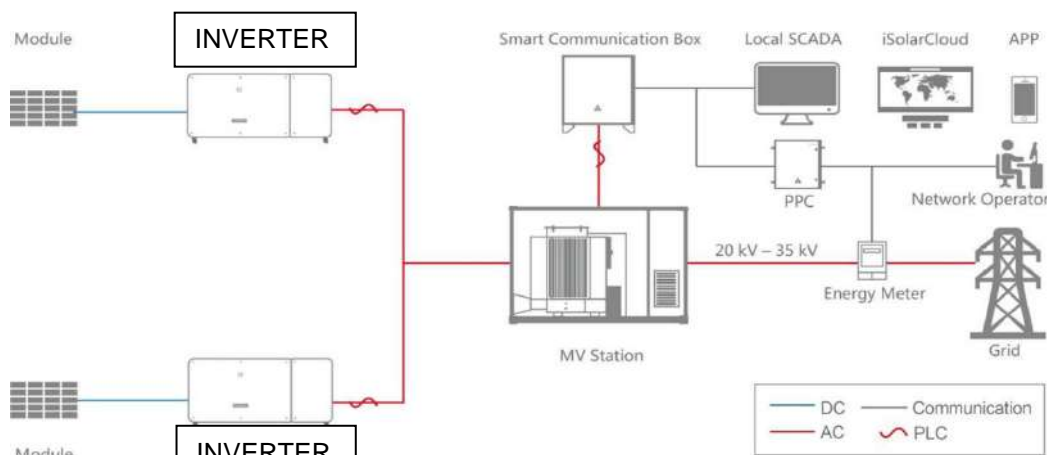 Module
INVERTER
Smart Communication Box
Local SCADA
iSolarCloud
APP
PPC
Network Operator
20 kV – 35 kV
Energy Meter
MV Station
Grid
DC
Communication
AC
PLC
Module
INVERTER